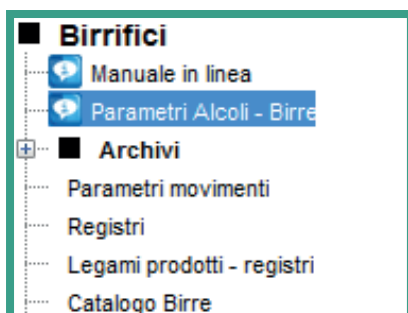 Birrifici
Manuale in linea
Parametri Alcoli - Birre
Archivi
Parametri movimenti
Registri
Legami prodotti - registri
Catalogo Birre